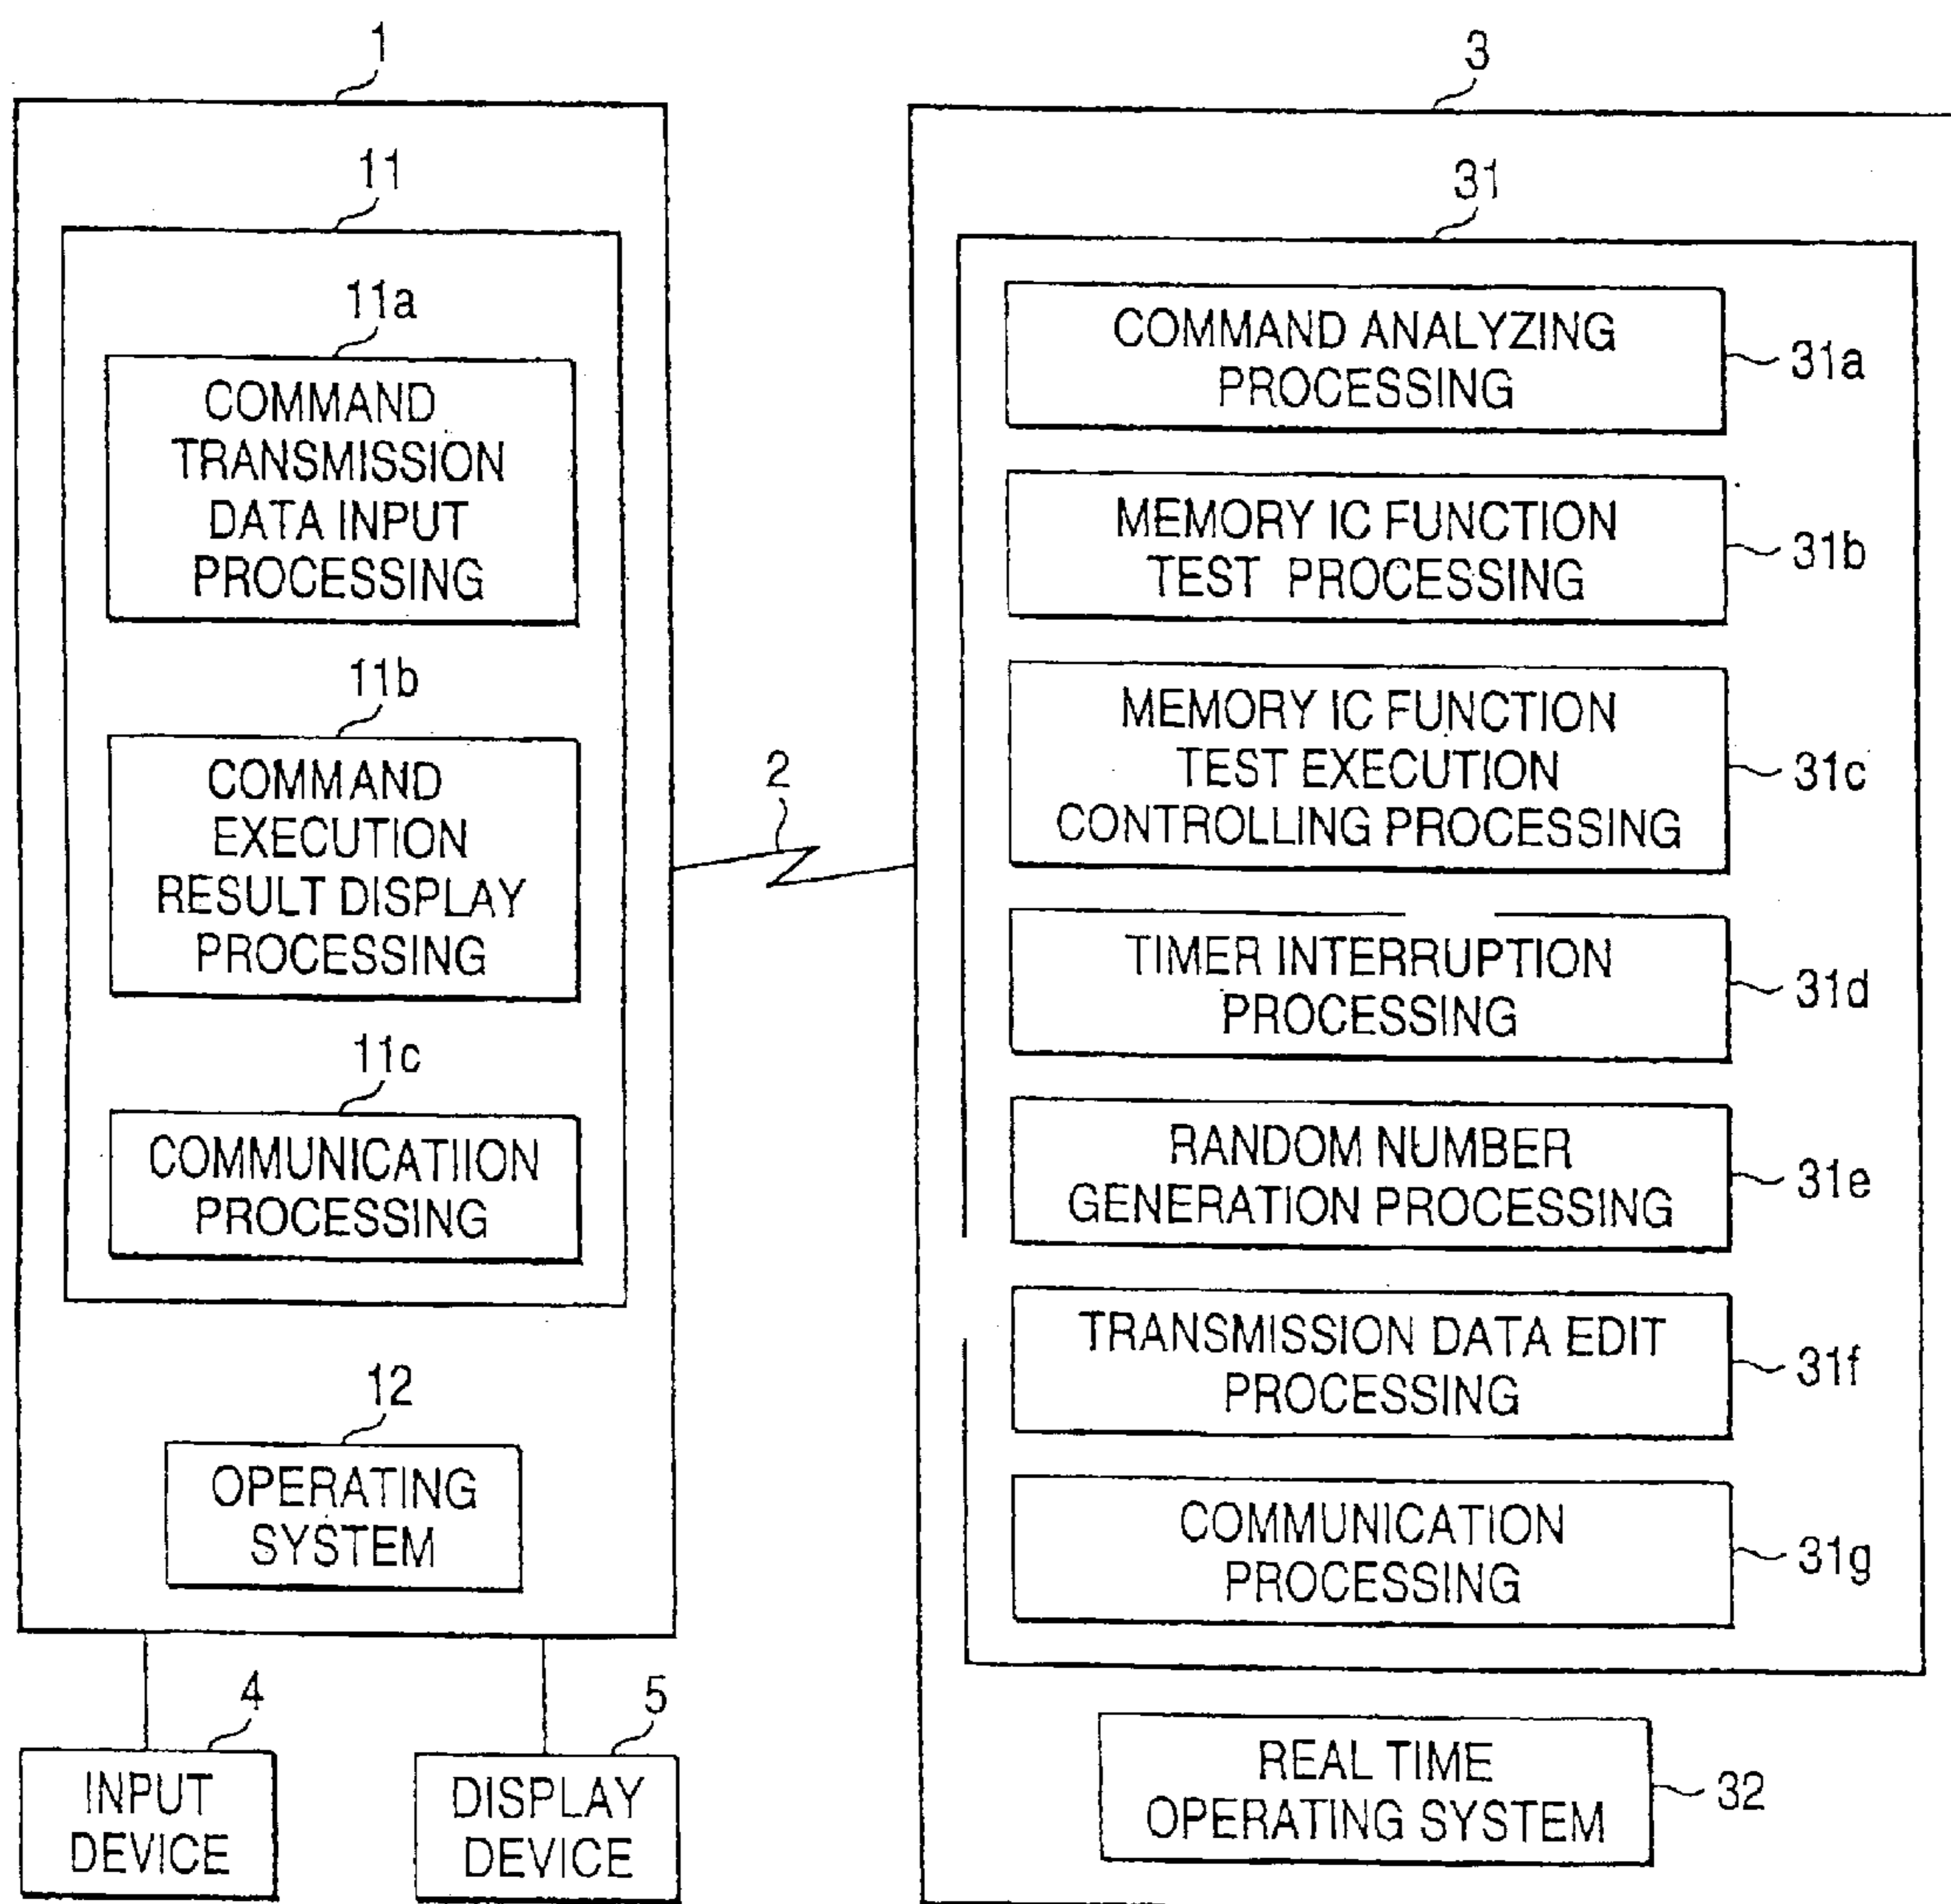 1
11
11a
COMMAND
TRANSMISSION
DATA INPUT
PROCESSING
11b
COMMAND
EXECUTION
RESULT DISPLAY
PROCESSING
11c
COMMUNICATIION
PROCESSING
12
OPERATING
SYSTEM
4
INPUT
DEVICE
5
DISPLAY
DEVICE
2
3
31
COMMAND ANALYZING
PROCESSING
31a
MEMORY IC FUNCTION
TEST PROCESSING
31b
MEMORY IC FUNCTION
TEST EXECUTION
CONTROLLING PROCESSING
31c
TIMER INTERRUPTION
PROCESSING
31d
RANDOM NUMBER
GENERATION PROCESSING
31e
TRANSMISSION DATA EDIT
PROCESSING
31f
COMMUNICATION
PROCESSING
31g
REAL TIME
OPERATING SYSTEM
32